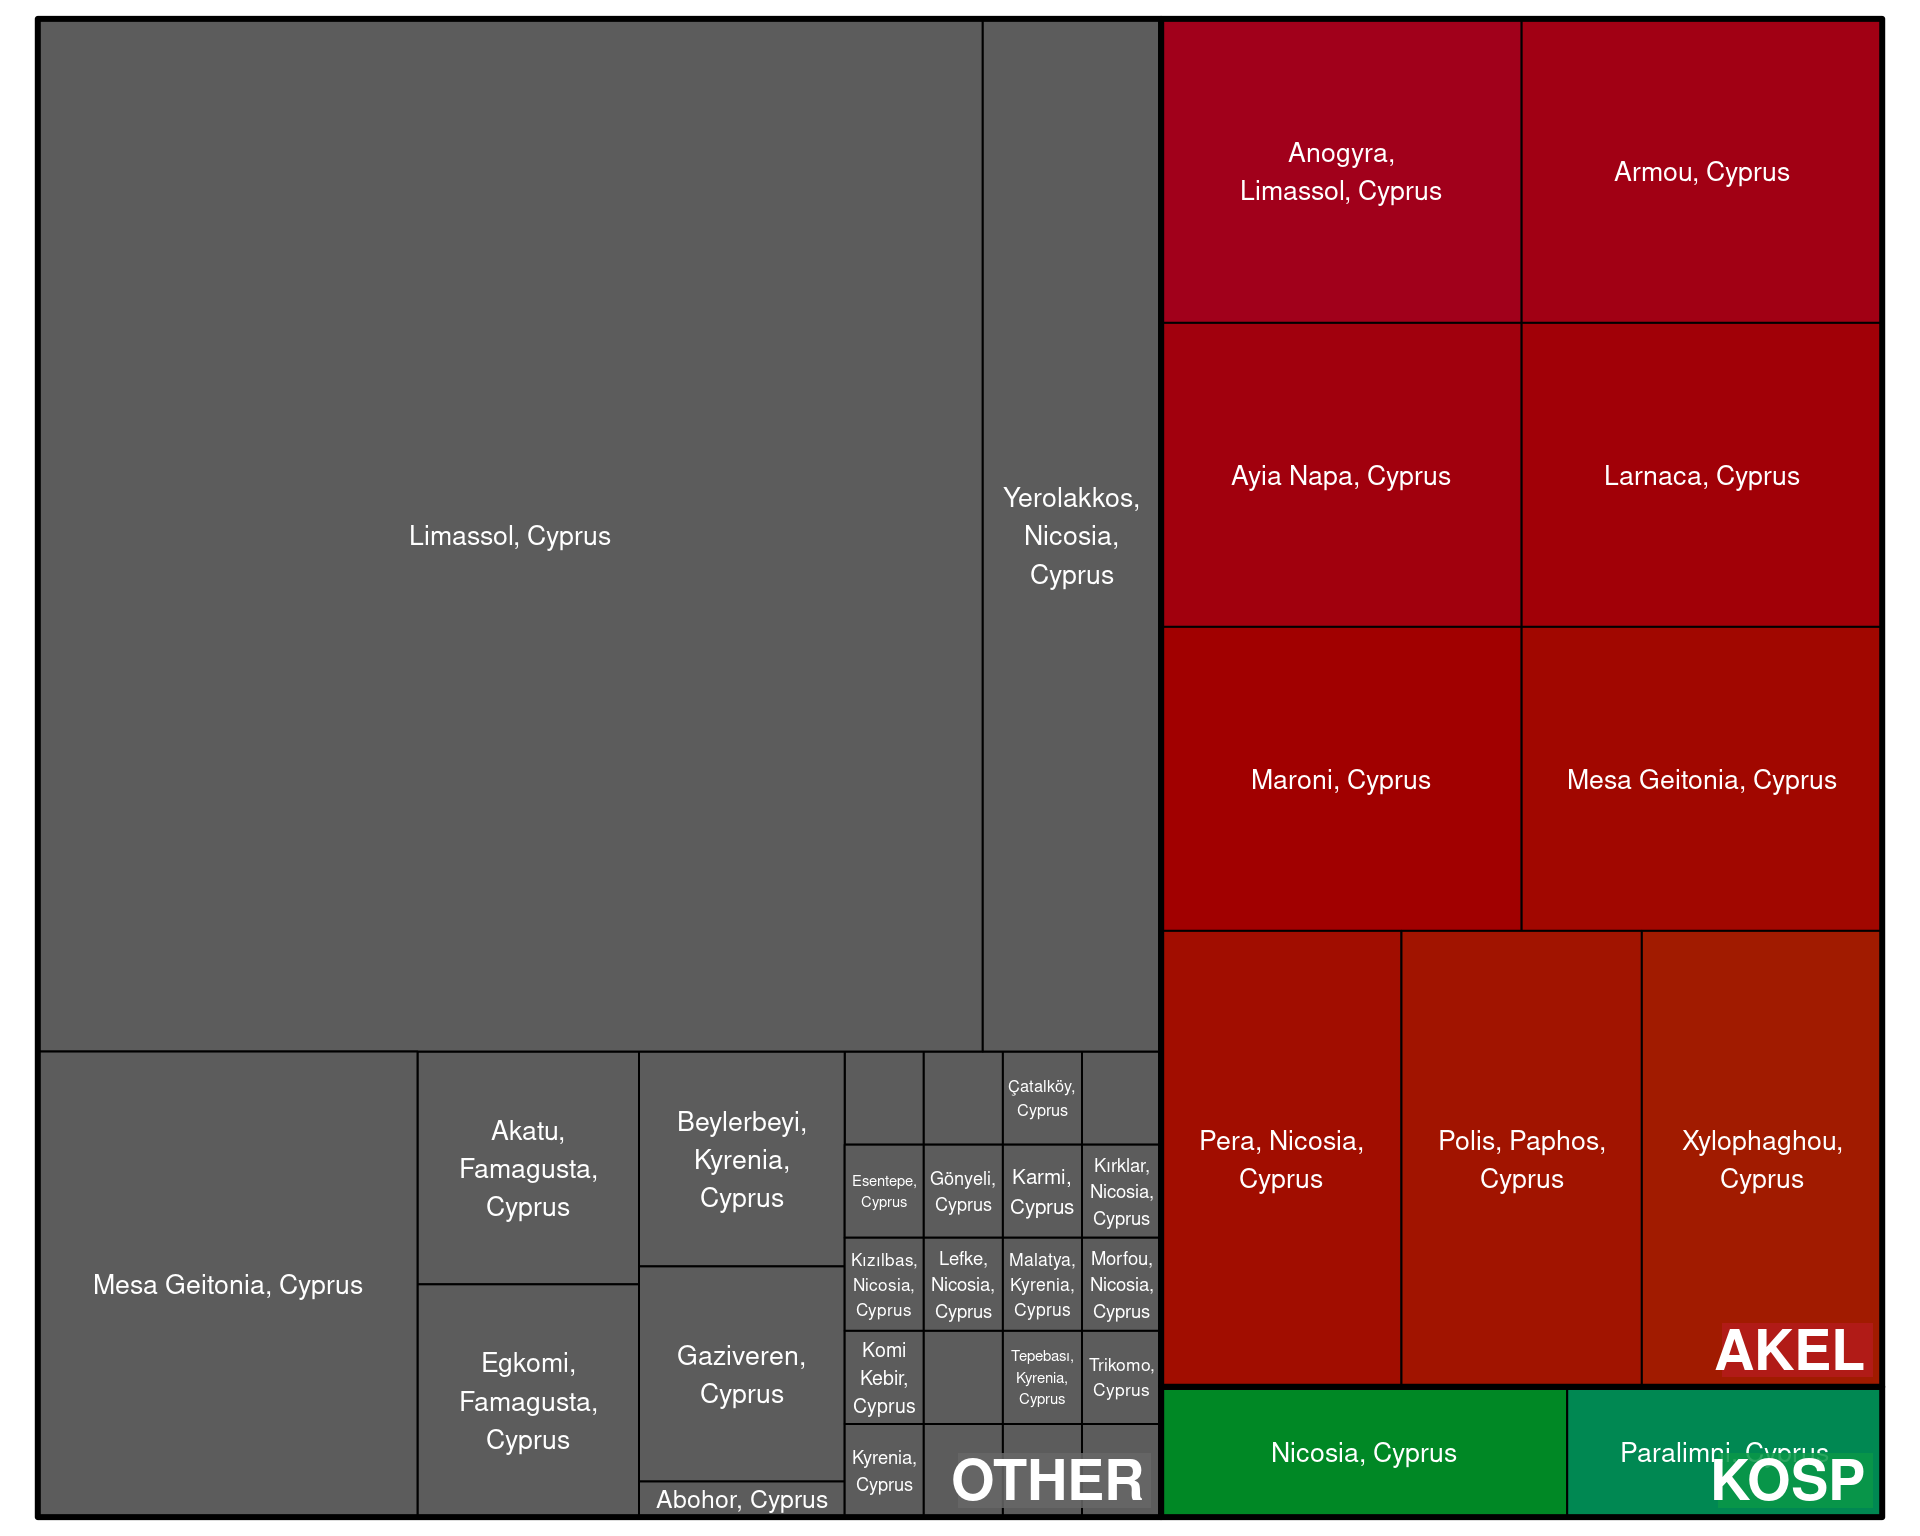 Limassol, Cyprus
Yerolakkos,
Nicosia,
Cyprus
Mesa Geitonia, Cyprus
Akatu,
Famagusta,
Cyprus
Egkomi,
Famagusta,
Cyprus
Beylerbeyi,
Kyrenia,
Cyprus
Gaziveren,
Cyprus
Abohor, Cyprus
Çatalköy,
Cyprus
Esentepe,
Cyprus
Gönyeli,
Cyprus
Karmi,
Cyprus
Kırklar,
Nicosia,
Cyprus
Kızılbas,
Nicosia,
Cyprus
Lefke,
Nicosia,
Cyprus
Malatya,
Kyrenia,
Cyprus
Morfou,
Nicosia,
Cyprus
Komi
Kebir,
Cyprus
Tepebası,
Kyrenia,
Cyprus
Trikomo,
Cyprus
Kyrenia,
Cyprus
OTHER
Anogyra,
Limassol, Cyprus
Armou, Cyprus
Ayia Napa, Cyprus
Larnaca, Cyprus
Maroni, Cyprus
Mesa Geitonia, Cyprus
Pera, Nicosia,
Cyprus
Polis, Paphos,
Cyprus
Xylophaghou,
Cyprus
AKEL
Nicosia, Cyprus
Paralimni, Cyprus
KOSP